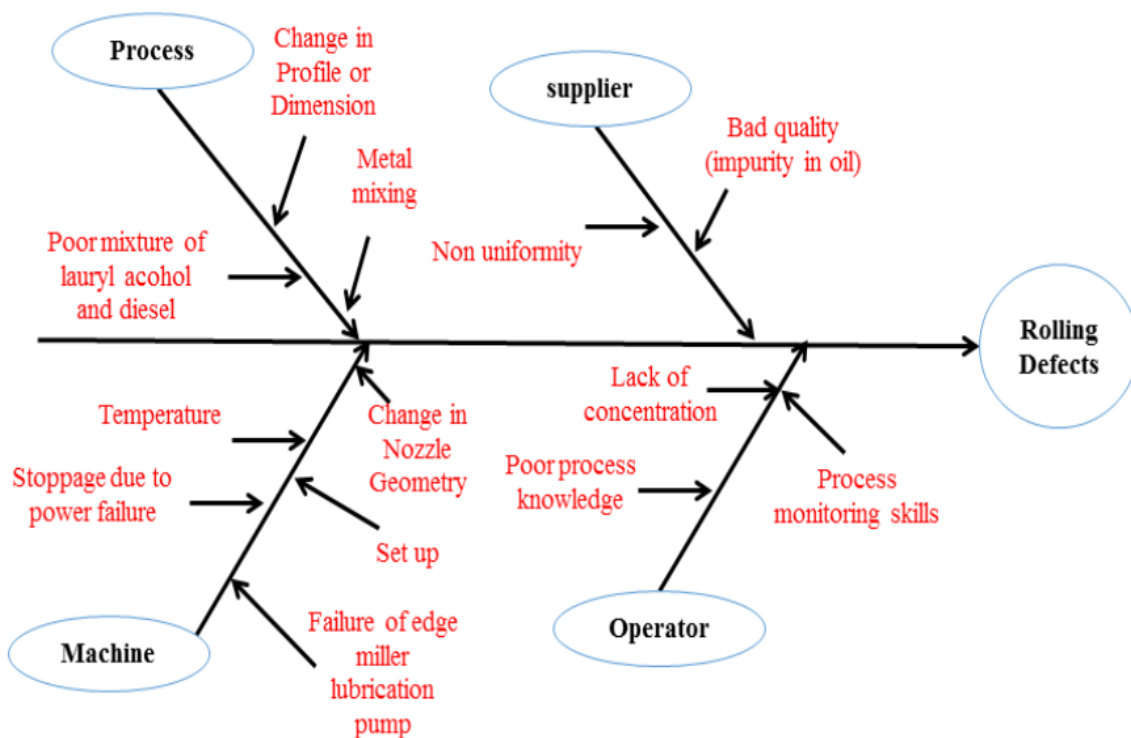 Process
Change in
Profile or
Dimension
Metal
mixing
Poor mixture of
lauryl acohol
and diesel
supplier
Bad quality
(impurity in oil)
Non uniformity
Rolling
Defects
Temperature
Stoppage due to
power failure
Change in
Nozzle
Geometry
Set up
Machine
Failure of edge
miller
lubrication
pump
Lack of
concentration
Poor process
knowledge
Process
monitoring skills
Operator